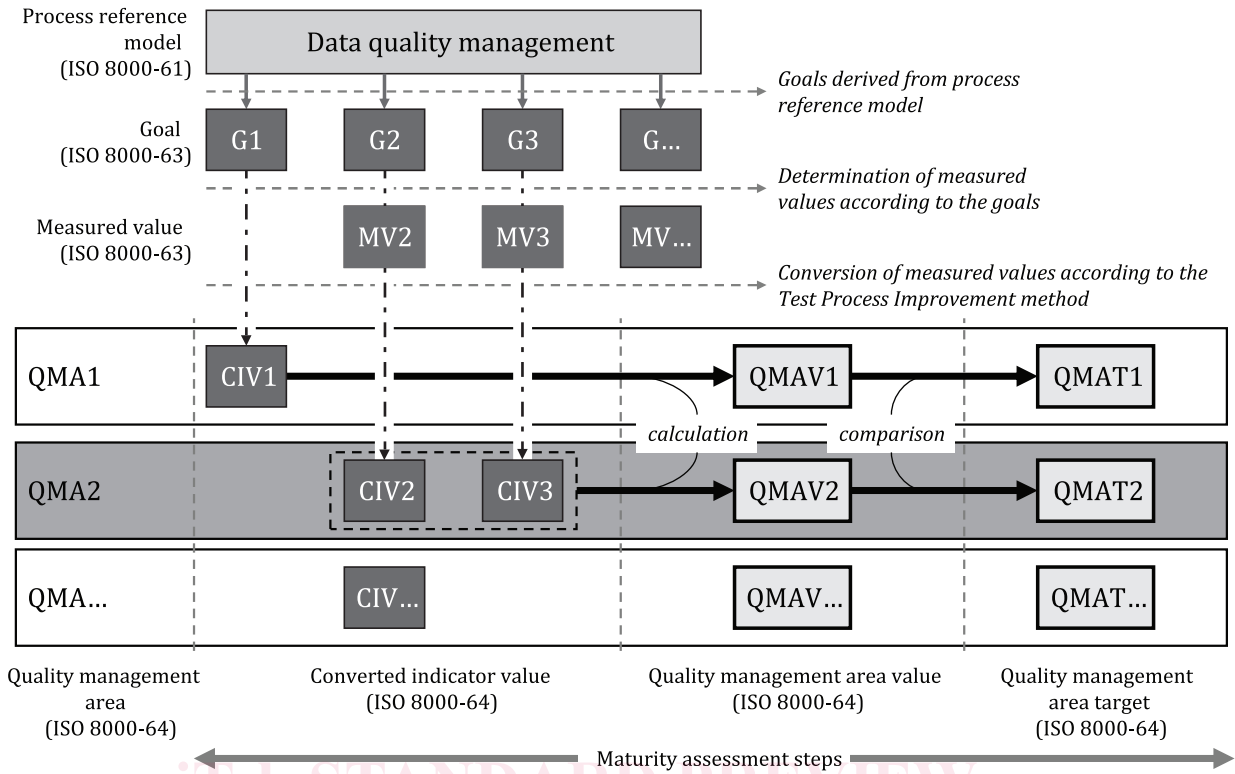 Process reference
model
(ISO 8000-61)
Data quality management
Goals derived from process
reference model
Goal
(ISO 8000-63)
G1
G2
G3
G...
Determination of measured
values according to the goals
Measured value
(ISO 8000-63)
MV2
MV3
MV...
Conversion of measured values according to the
Test Process Improvement method
QMA1
CIV1
QMAV1
QMAT1
calculation
comparison
QMA2
CIV2
CIV3
QMAV2
QMAT2
QMA...
CIV...
QMAV...
QMAT...
Quality management
area
(ISO 8000-64)
Converted indicator value
(ISO 8000-64)
Quality management area value
(ISO 8000-64)
Quality management
area target
(ISO 8000-64)
Maturity assessment steps